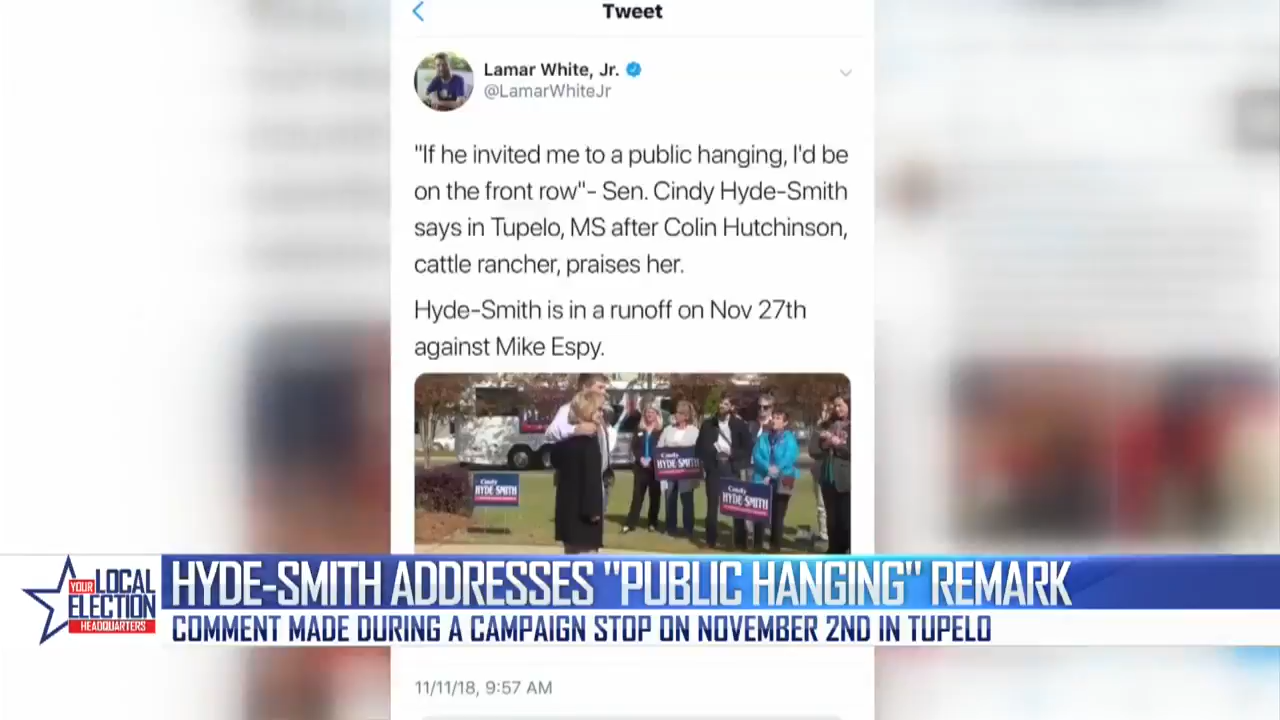 Tweet
Lamar White, Jr.
@LamarWhiteJr
"If he invited me to a public hanging, I'd be
on the front row"- Sen. Cindy Hyde-Smith
says in Tupelo, MS after Colin Hutchinson,
cattle rancher, praises her.
Hyde-Smith is in a runoff on Nov 27th
against Mike Espy.
Cindy
HYDE-SMITH
Cindy
HYDE-SMITH
Cindy
HYDE-SMITH
YOUR LOCAL
ELECTION
HEADQUARTERS
HYDE-SMITH ADDRESSES "PUBLIC HANGING" REMARK
COMMENT MADE DURING A CAMPAIGN STOP ON NOVEMBER 2ND IN TUPELO
11/11/18, 9:57 AM